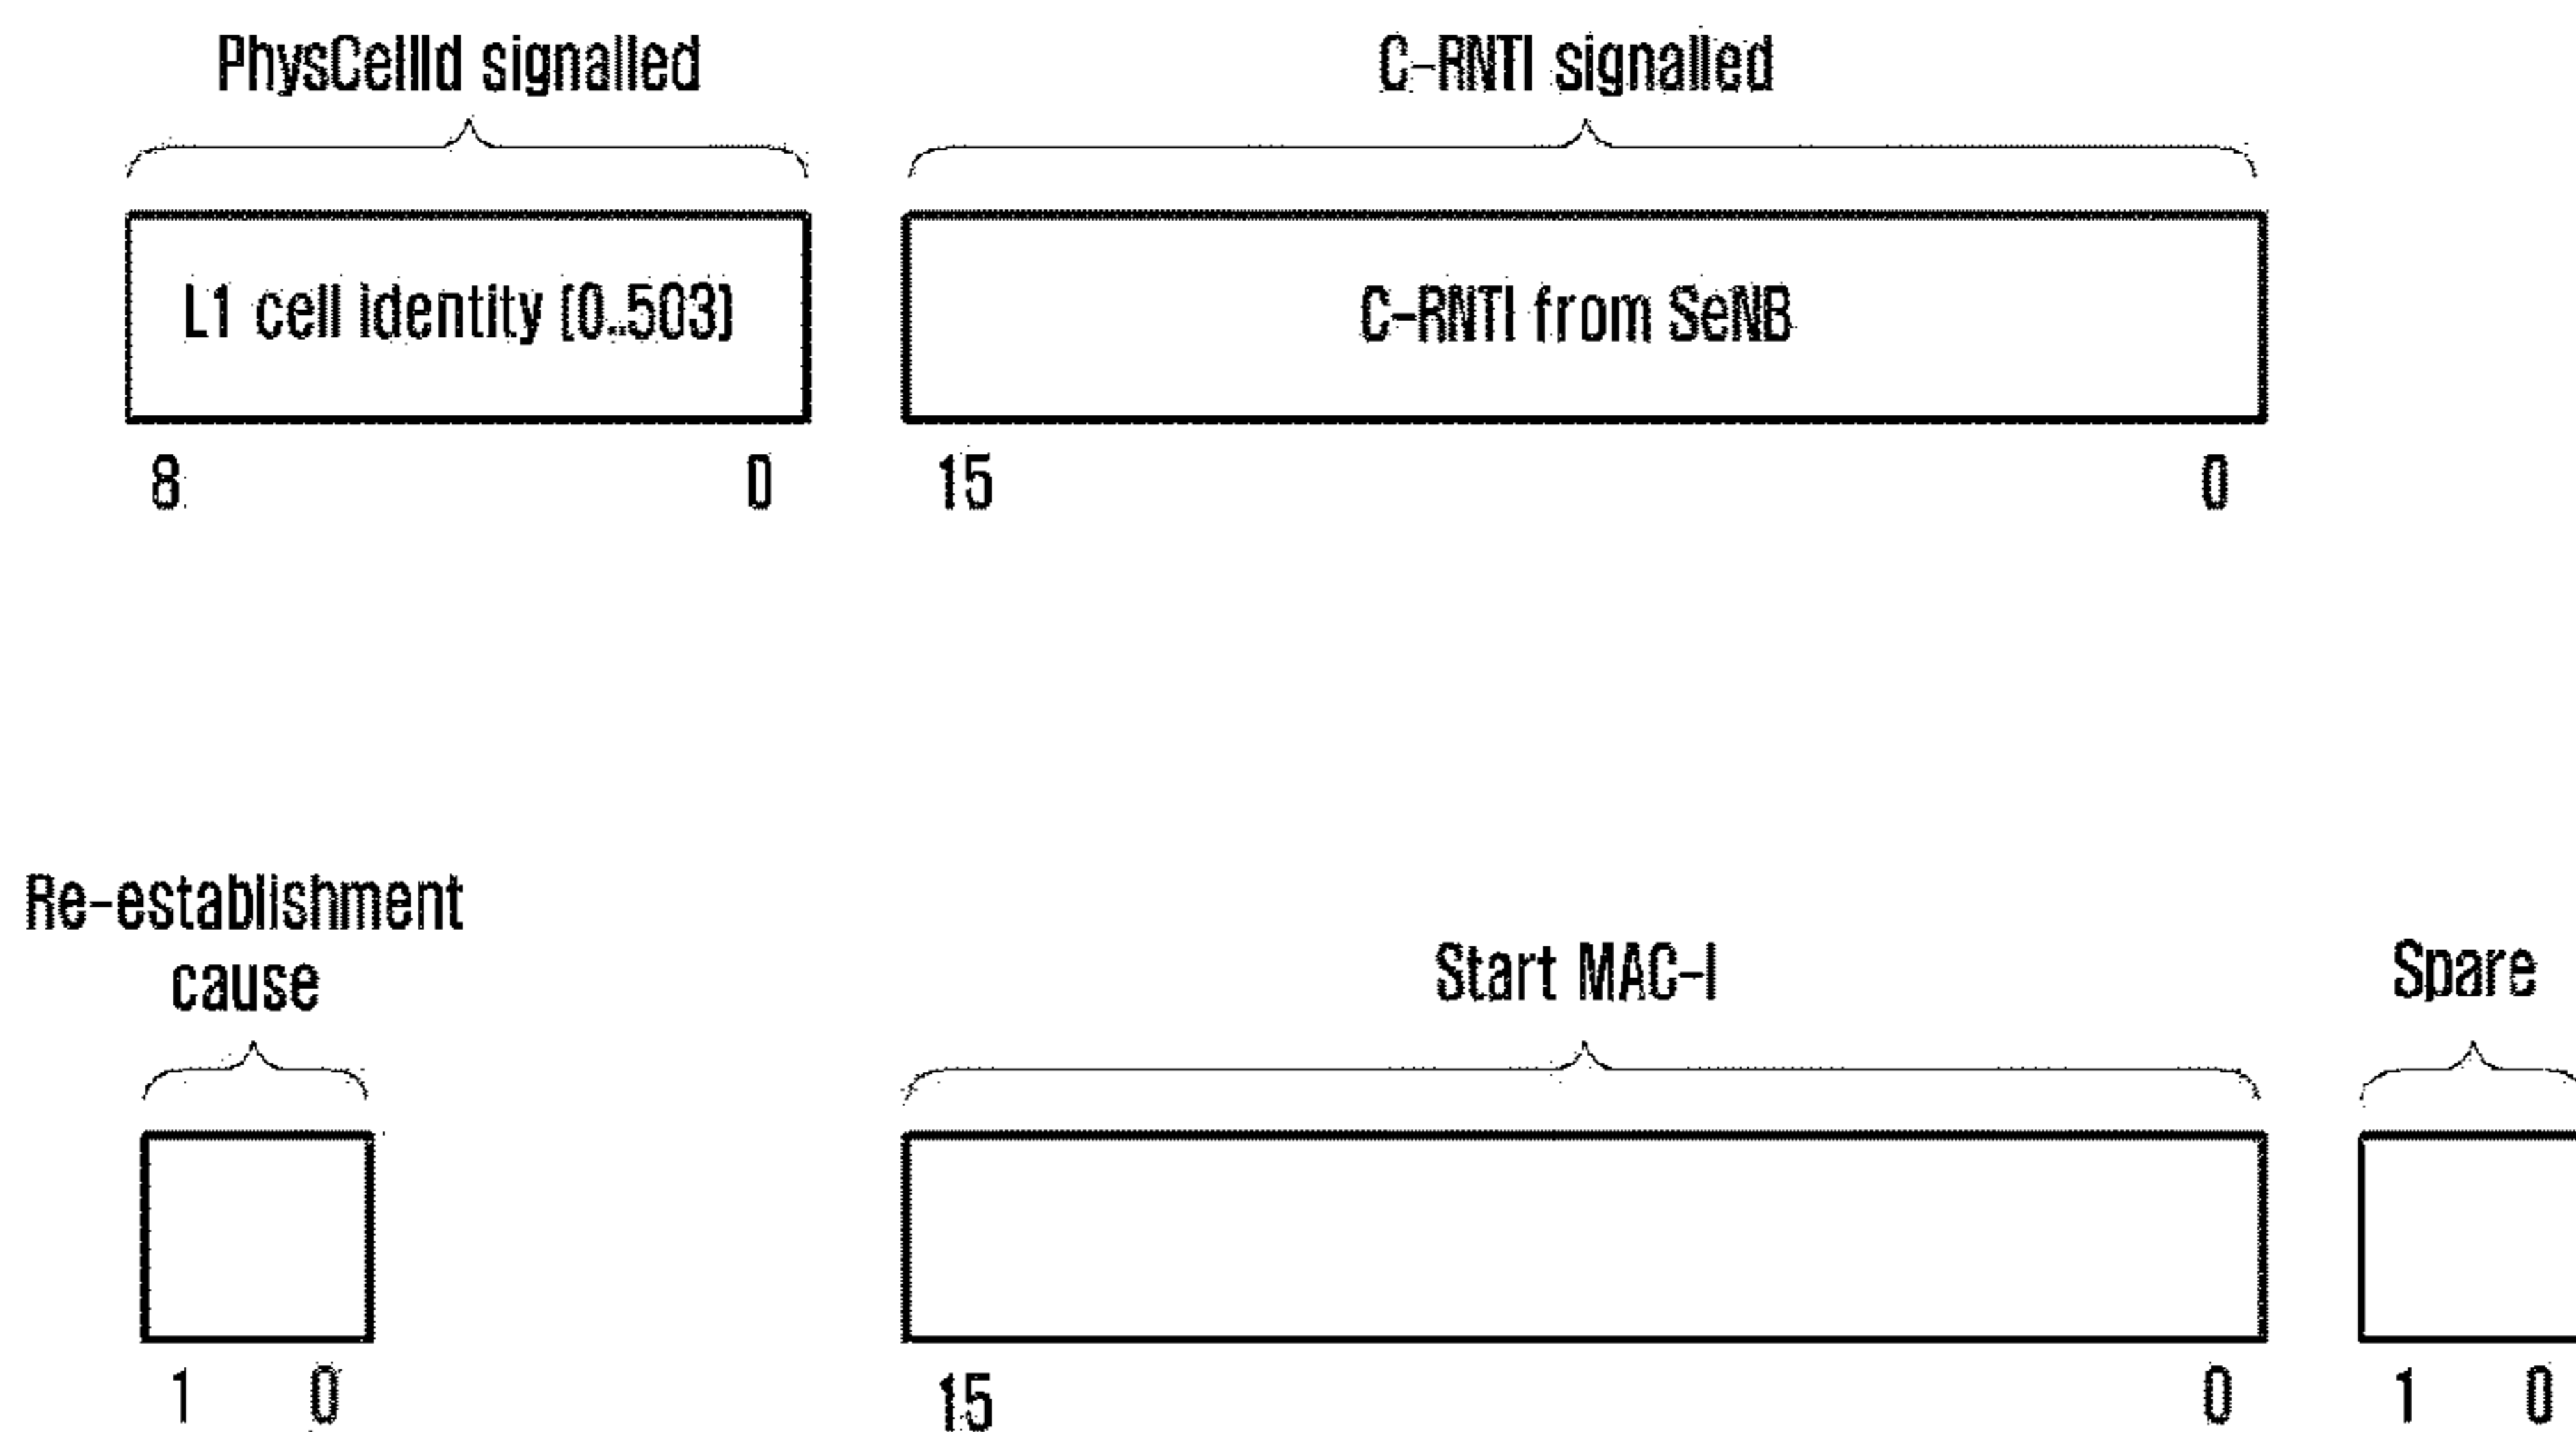 PhysCellId signalled C-RNTI signalled
L1 cell identity (0..503) C-RNTI from SeNB
8 0 15 0
Re-establishment
cause
Start MAC-I Spare
1 0 15 0 1 0